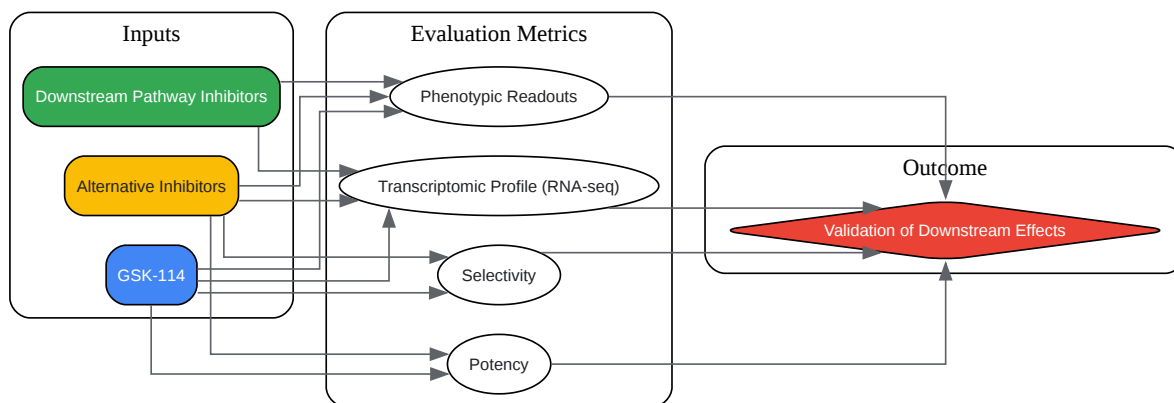 Inputs
Evaluation Metrics
Downstream Pathway Inhibitors
Phenotypic Readouts
Alternative Inhibitors
Transcriptomic Profile (RNA-seq)
Outcome
Validation of Downstream Effects
GSK-114
Selectivity
Potency